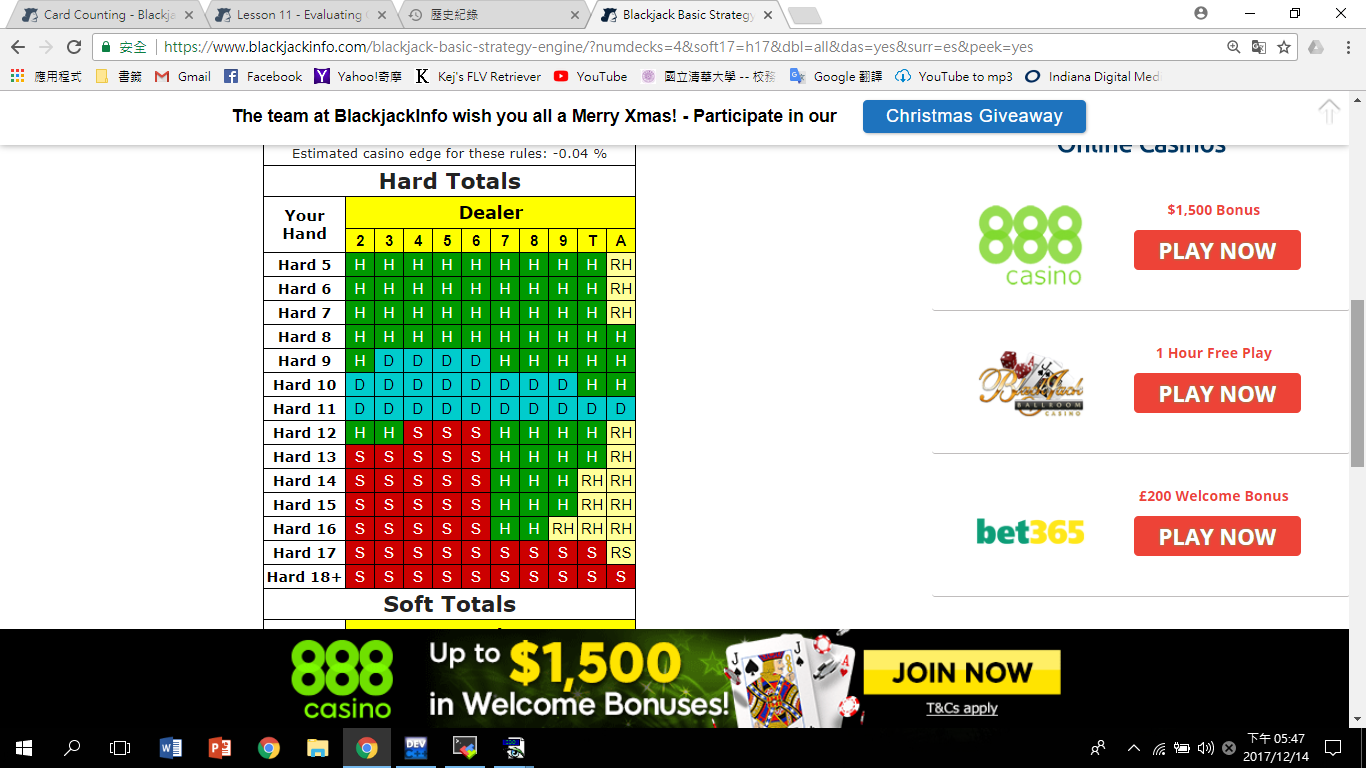 Card Counting - Blackja
Lesson 11 - Evaluating
歷史紀錄
Blackjack Basic Strategy
安全 https://www.blackjackinfo.com/blackjack-basic-strategy-engine/?numdecks=4&soft17=h17&dbl=all&das=yes&surr=es&peek=yes
應用程式 書籤 Gmail Facebook Yahoo!奇摩 Kej's FLV Retriever YouTube 國立清華大學 -- 校務 Google 翻譯 YouTube to mp3 Indiana Digital Med
The team at BlackjackInfo wish you all a Merry Xmas! - Participate in our Christmas Giveaway
Estimated casino edge for these rules: -0.04 %
Hard Totals
Your Hand
Dealer
2 3 4 5 6 7 8 9 T A
Hard 5 H H H H H H H H H RH
Hard 6 H H H H H H H H H RH
Hard 7 H H H H H H H H H RH
Hard 8 H H H H H H H H H H
Hard 9 H D D D D H H H H H
Hard 10 D D D D D D D D H H
Hard 11 D D D D D D D D D D
Hard 12 H H S S S H H H H RH
Hard 13 S S S S S H H H H RH
Hard 14 S S S S S H H H RH RH
Hard 15 S S S S S H H H RH RH
Hard 16 S S S S S H H RH RH RH
Hard 17 S S S S S S S S S RS
Hard 18+ S S S S S S S S S S
Soft Totals
Online Casinos
888
casino
$1,500 Bonus
PLAY NOW
BlackJack
BALLROOM
CASINO
1 Hour Free Play
PLAY NOW
bet365
£200 Welcome Bonus
PLAY NOW
888
casino
Up to $1,500
in Welcome Bonuses!
J
J
A
JOIN NOW
T&Cs apply
DEV
下午 05:47
2017/12/14